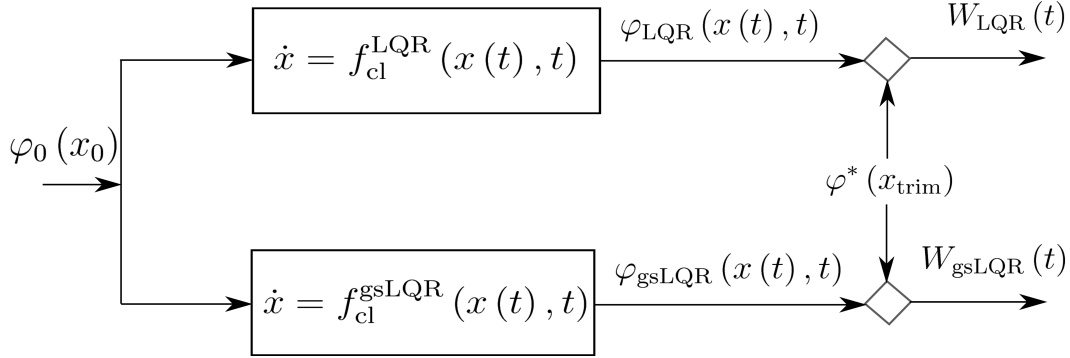 φ_LQR (x (t) , t)
W_LQR (t)
ẋ = f_cl^LQR (x (t) , t)
φ_0 (x_0)
φ* (x_trim)
φ_gsLQR (x (t) , t)
W_gsLQR (t)
ẋ = f_cl^gsLQR (x (t) , t)